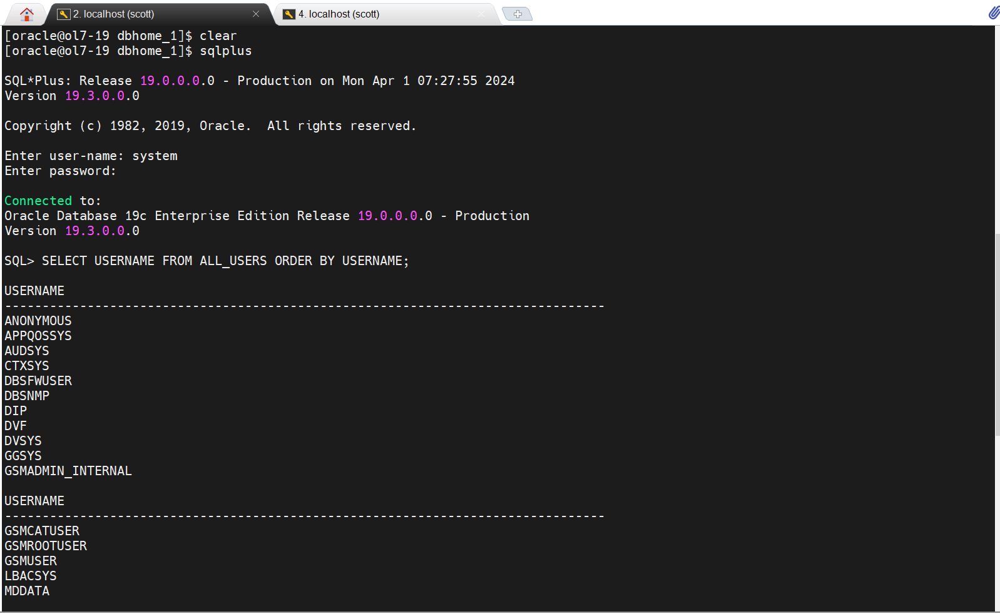 2. localhost (scott)
4. localhost (scott)
[oracle@ol7-19 dbhome_1]$ clear
[oracle@ol7-19 dbhome_1]$ sqlplus
SQL*Plus: Release 19.0.0.0.0 - Production on Mon Apr 1 07:27:55 2024
Version 19.3.0.0.0
Copyright (c) 1982, 2019, Oracle.  All rights reserved.
Enter user-name: system
Enter password:
Connected to:
Oracle Database 19c Enterprise Edition Release 19.0.0.0.0 - Production
Version 19.3.0.0.0
SQL> SELECT USERNAME FROM ALL_USERS ORDER BY USERNAME;
USERNAME
--------------------------------------------------------------------------------
ANONYMOUS
APPQOSSYS
AUDSYS
CTXSYS
DBSFWUSER
DBSNMP
DIP
DVF
DVSYS
GGSYS
GSMADMIN_INTERNAL
USERNAME
--------------------------------------------------------------------------------
GSMCATUSER
GSMROOTUSER
GSMUSER
LBACSYS
MDDATA